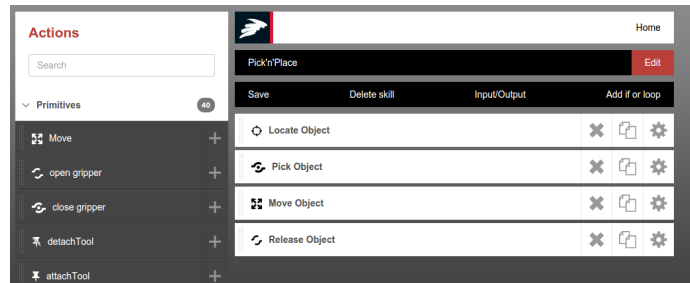 Actions
Search
Primitives 40
Move
open gripper
close gripper
detachTool
attachTool
Home
Pick'n'Place Edit
Save Delete skill Input/Output Add if or loop
Locate Object
Pick Object
Move Object
Release Object